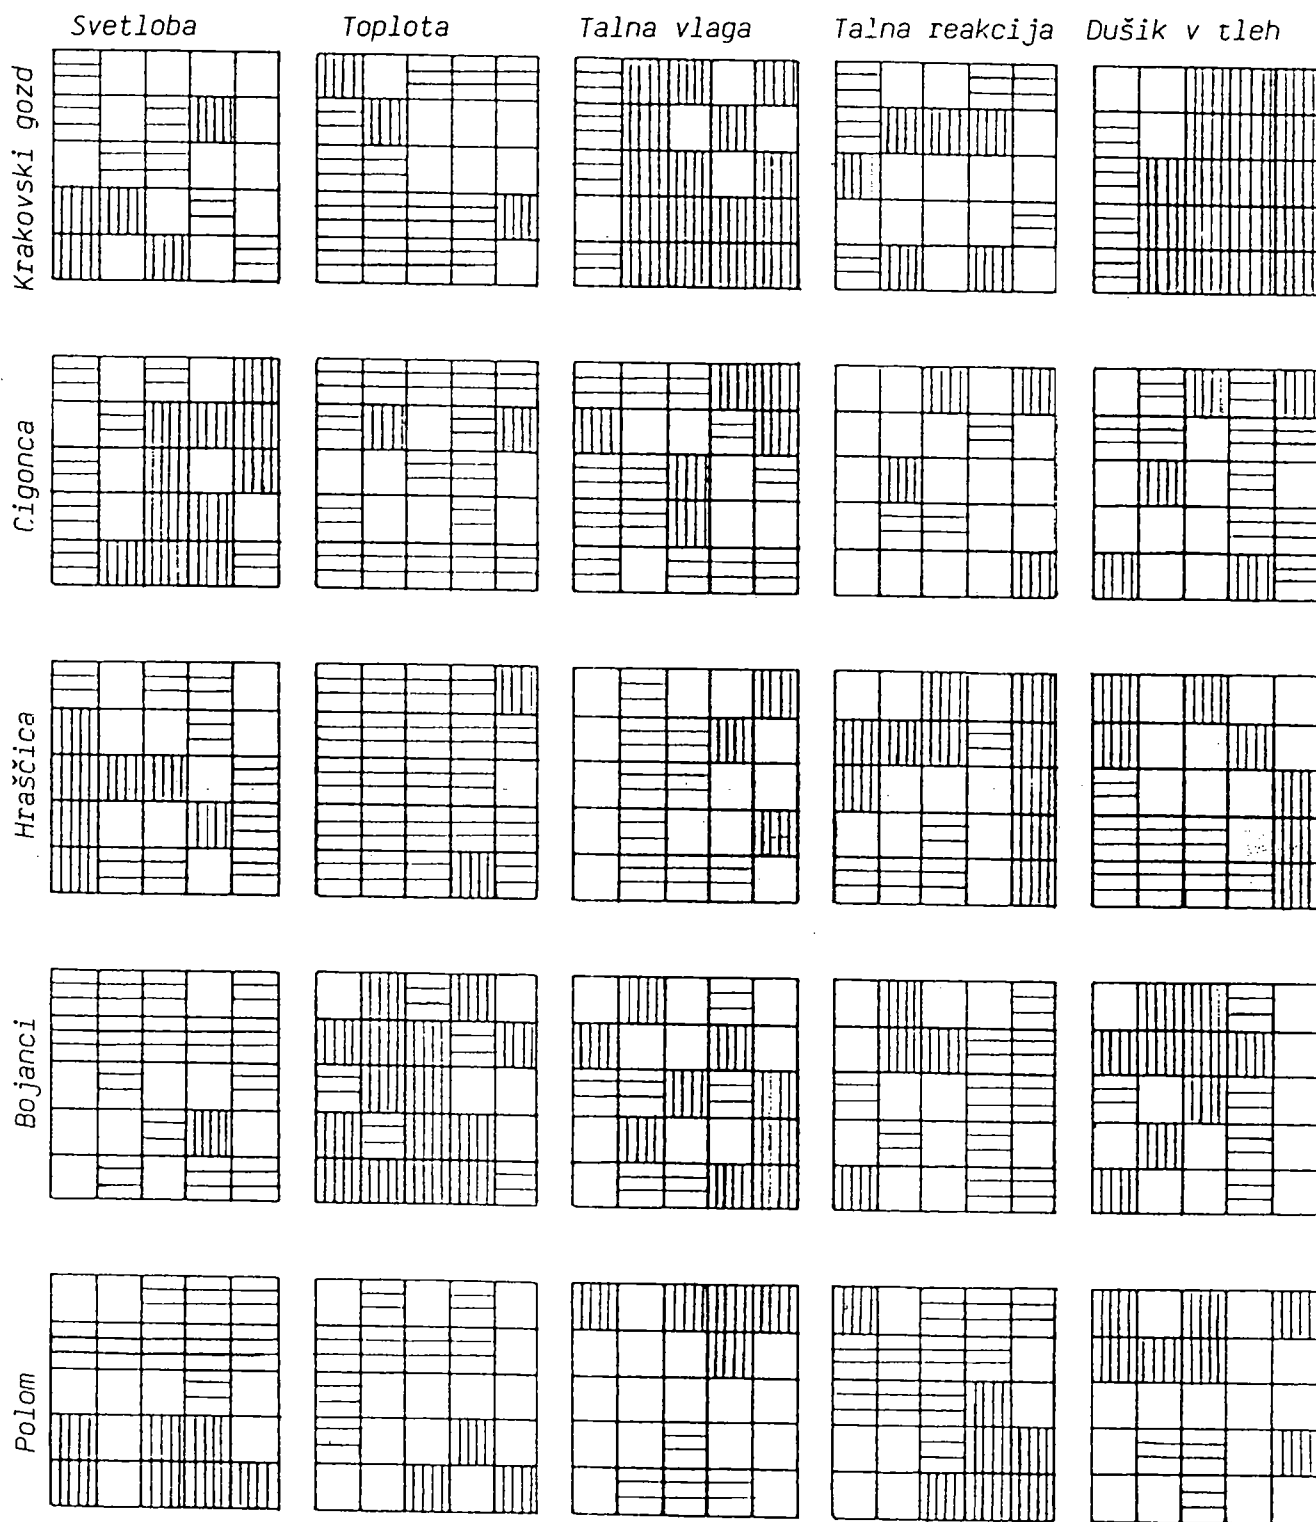 Svetloba Toplota Talna vlaga Talna reakcija Dušik v tleh
Krakovski gozd
Cigonca
Hraščica
Bojanci
Polom